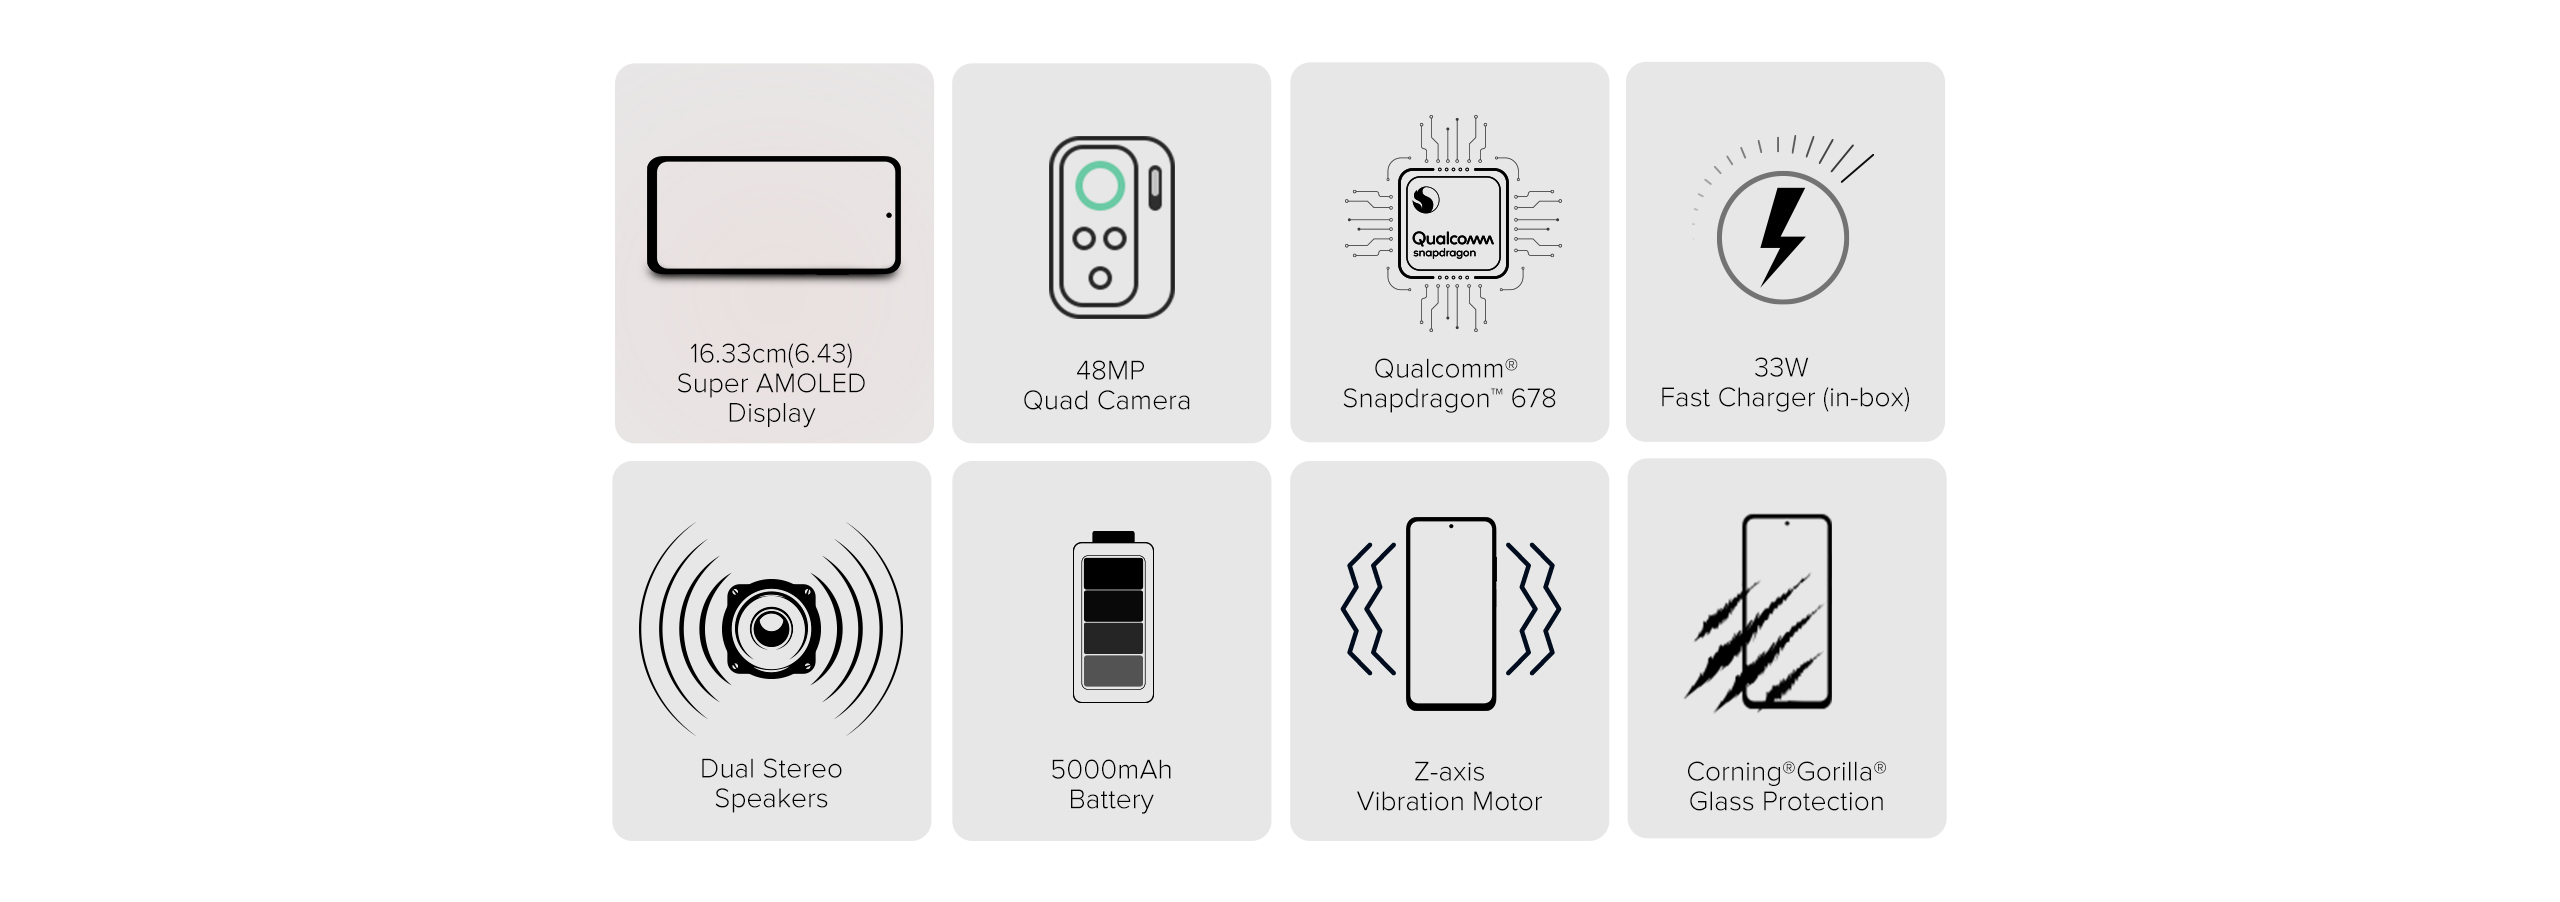 Qualcomm
snapdragon
16.33cm(6.43)
Super AMOLED
Display
48MP
Quad Camera
Qualcomm®
Snapdragon™ 678
33W
Fast Charger (in-box)
Dual Stereo
Speakers
5000mAh
Battery
Z-axis
Vibration Motor
Corning®Gorilla®
Glass Protection